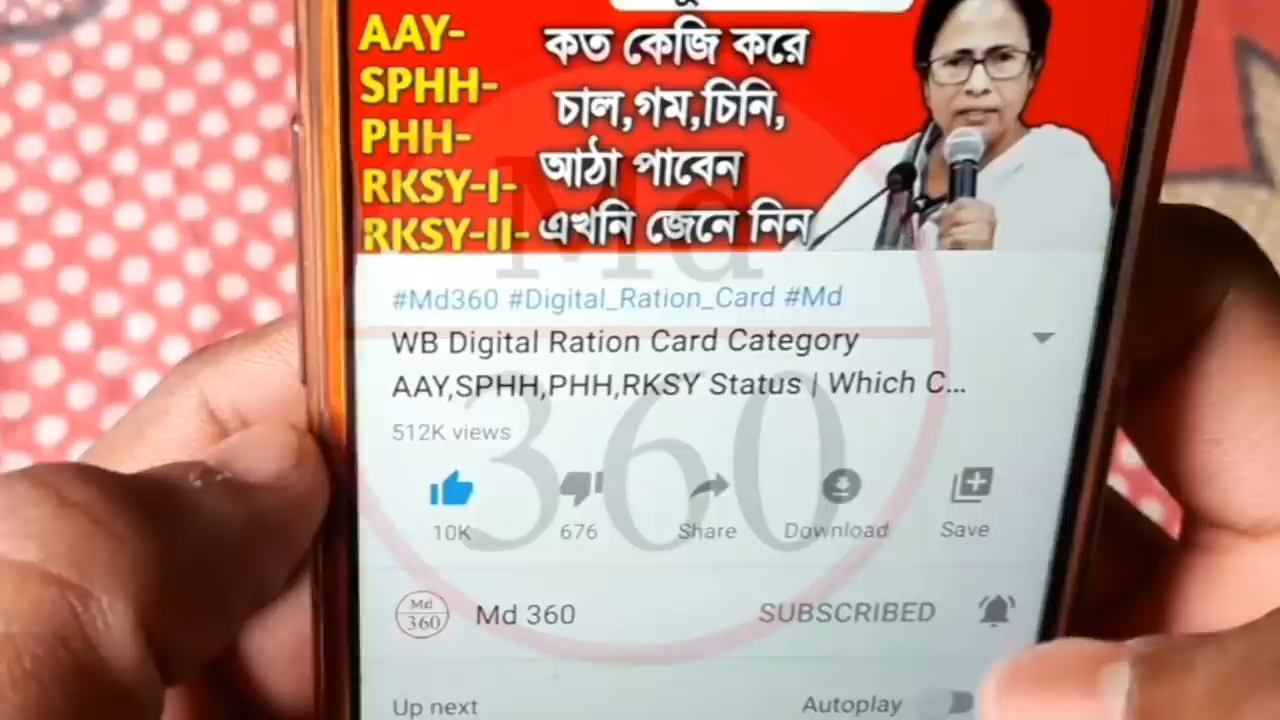 AAY-
SPHH-
PHH-
RKSY-I-
RKSY-II-
কত কেজি করে
চাল,গম,চিনি,
আঠা পাবেন
এখনি জেনে নিন
#Md360 #Digital_Ration_Card #Md
WB Digital Ration Card Category
AAY,SPHH,PHH,RKSY Status | Which C...
512K views
10K
676
Share
Download
Save
Md
360
Md 360
SUBSCRIBED
Up next
Autoplay
Md
360